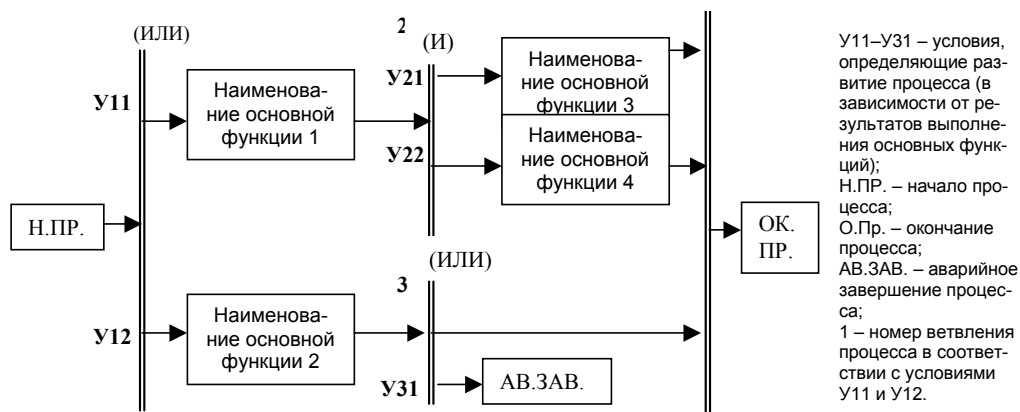 (ИЛИ)
У11
Н.ПР.
У12
Наименова-
ние основной
функции 1
Наименова-
ние основной
функции 2
2
(И)
У21
У22
Наименова-
ние основной
функции 3
Наименова-
ние основной
функции 4
(ИЛИ)
3
У31
АВ.ЗАВ.
ОК.
ПР.
У11–У31 – условия,
определяющие раз-
витие процесса (в
зависимости от ре-
зультатов выполне-
ния основных функ-
ций);
Н.ПР. – начало про-
цесса;
О.Пр. – окончание
процесса;
АВ.ЗАВ. – аварийное
завершение процес-
са;
1 – номер ветвления
процесса в соответ-
ствии с условиями
У11 и У12.